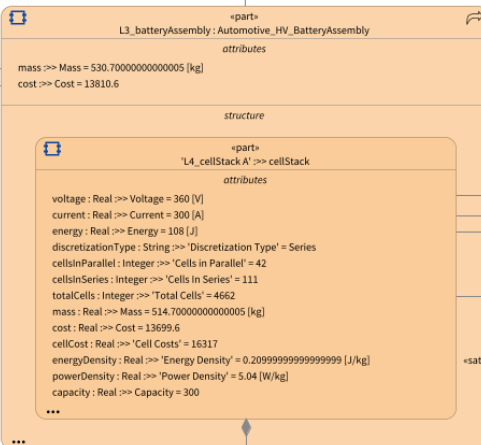 «part»
L3_batteryAssembly : Automotive_HV_BatteryAssembly
attributes
mass :>> Mass = 530.70000000000005 [kg]
cost :>> Cost = 13810.6
structure
«part»
'L4_cellStack A' :>> cellStack
attributes
voltage : Real :>> Voltage = 360 [V]
current : Real :>> Current = 300 [A]
energy : Real :>> Energy = 108 [J]
discretizationType : String :>> 'Discretization Type' = Series
cellsInParallel : Integer :>> 'Cells in Parallel' = 42
cellsInSeries : Integer :>> 'Cells In Series' = 111
totalCells : Integer :>> 'Total Cells' = 4662
mass : Real :>> Mass = 514.70000000000005 [kg]
cost : Real :>> Cost = 13699.6
cellCost : Real :>> 'Cell Costs' = 16317
energyDensity : Real :>> 'Energy Density' = 0.20999999999999999 [J/kg]
«sat
powerDensity : Real :>> 'Power Density' = 5.04 [W/kg]
capacity : Real :>> Capacity = 300
•••
•••